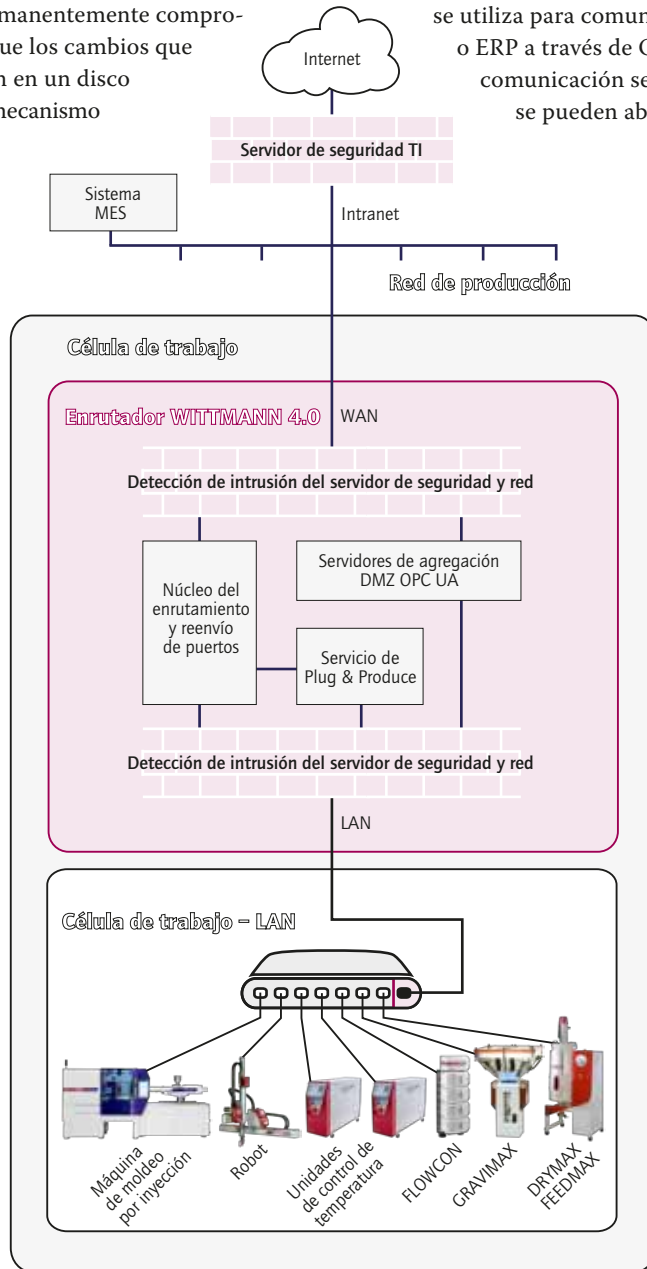 manentemente compro-
ue los cambios que
n en un disco
mecanismo
se utiliza para comun
o ERP a través de
comunicación se
se pueden ab
Internet
Servidor de seguridad TI
Sistema
MES
Intranet
Red de producción
Célula de trabajo
Enrutador WITTMANN 4.0
WAN
Detección de intrusión del servidor de seguridad y red
Núcleo del
enrutamiento
y reenvío
de puertos
Servidores de agregación
DMZ OPC UA
Servicio de
Plug & Produce
Detección de intrusión del servidor de seguridad y red
LAN
Célula de trabajo – LAN
Máquina
de moldeo
por inyección
Robot
Unidades
de control de
temperatura
FLOWCON
GRAVIMAX
DRYMAX
FEEDMAX